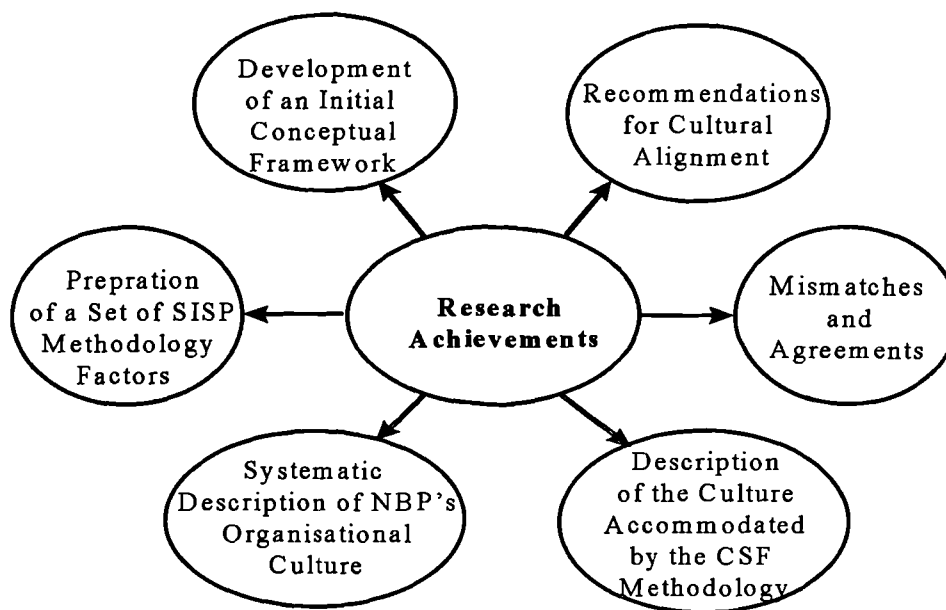 Development
of an Initial
Conceptual
Framework
Recommendations
for Cultural
Alignment
Prepration
of a Set of SISP
Methodology
Factors
Research
Achievements
Mismatches
and
Agreements
Systematic
Description of NBP's
Organisational
Culture
Description
of the Culture
Accommodated
by the CSF
Methodology